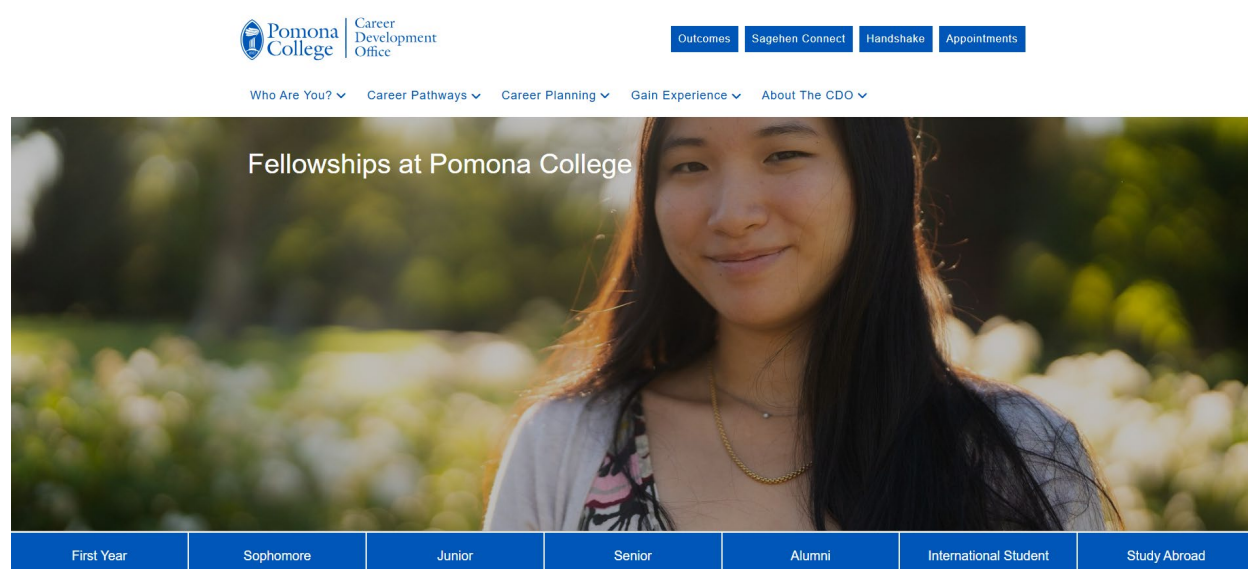 Pomona College
Career Development Office
Outcomes Sagehen Connect Handshake Appointments
Who Are You? Career Pathways Career Planning Gain Experience About The CDO
Fellowships at Pomona College
First Year Sophomore Junior Senior Alumni International Student Study Abroad